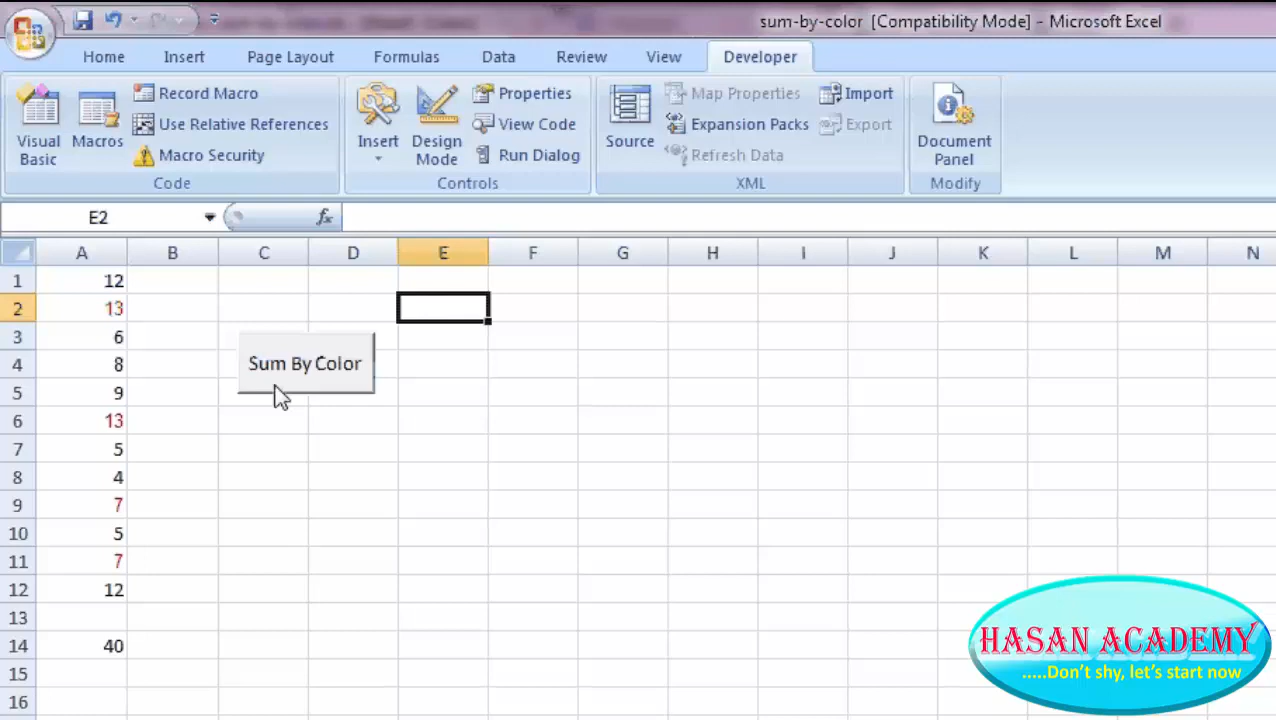 sum-by-color [Compatibility Mode] - Microsoft Excel
Home Insert Page Layout Formulas Data Review View Developer
Visual Basic
Macros
Record Macro
Use Relative References
Macro Security
Code
Insert
Design Mode
Properties
View Code
Run Dialog
Controls
Source
Map Properties
Expansion Packs
Refresh Data
Import
Export
XML
Document Panel
Modify
E2 fx
A B C D E F G H I J K L M N
1 12
2 13
3 6
4 8
5 9
6 13
7 5
8 4
9 7
10 5
11 7
12 12
13
14 40
15
16
Sum By Color
HASAN ACADEMY
.....Don't shy, let's start now